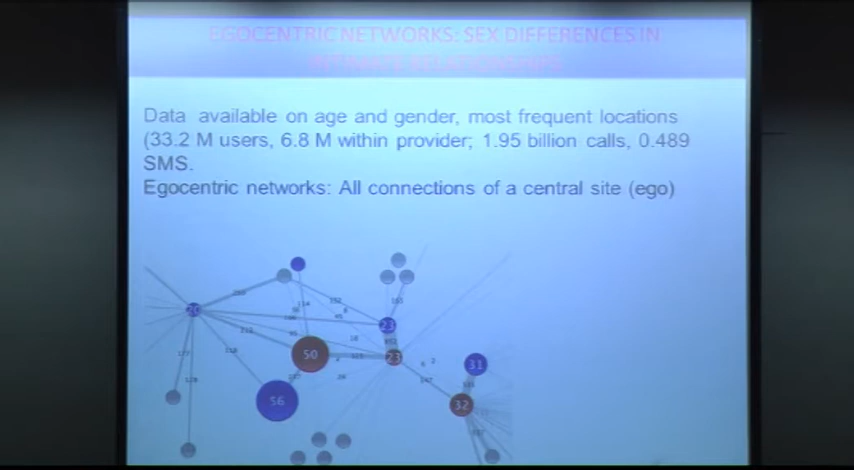 EGOCENTRIC NETWORKS: SEX DIFFERENCES IN
INTIMATE RELATIONSHIPS
Data available on age and gender, most frequent locations
(33.2 M users, 6.8 M within provider; 1.95 billion calls, 0.489
SMS.
Egocentric networks: All connections of a central site (ego)
20
23
50
23
31
56
32